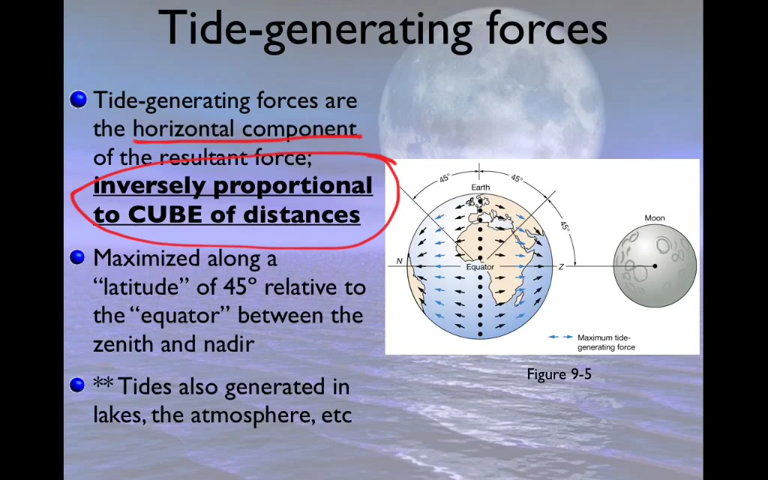 Tide-generating forces
Tide-generating forces are
the horizontal component
of the resultant force;
inversely proportional
to CUBE of distances
Maximized along a
“latitude” of 45º relative to
the “equator” between the
zenith and nadir
** Tides also generated in
lakes, the atmosphere, etc
45°
45°
Earth
45°
Moon
N
Equator
Z
Maximum tide-
generating force
Figure 9-5